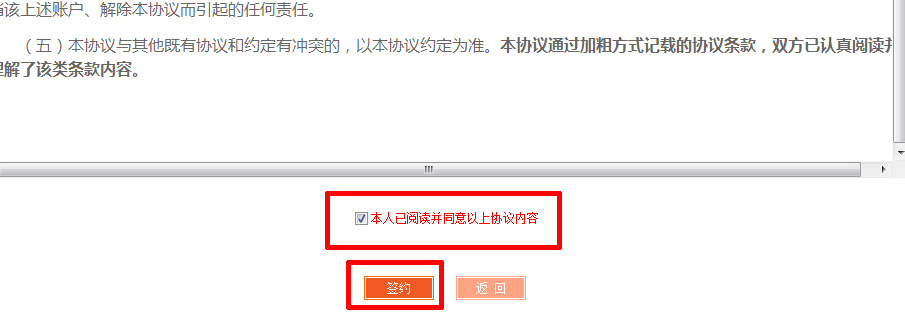 该上述账户、解除本协议而引起的任何责任。
（五）本协议与其他既有协议和约定有冲突的，以本协议约定为准。本协议通过加粗方式记载的协议条款，双方已认真阅读并
理解了该类条款内容。
本人已阅读并同意以上协议内容
签约
返 回